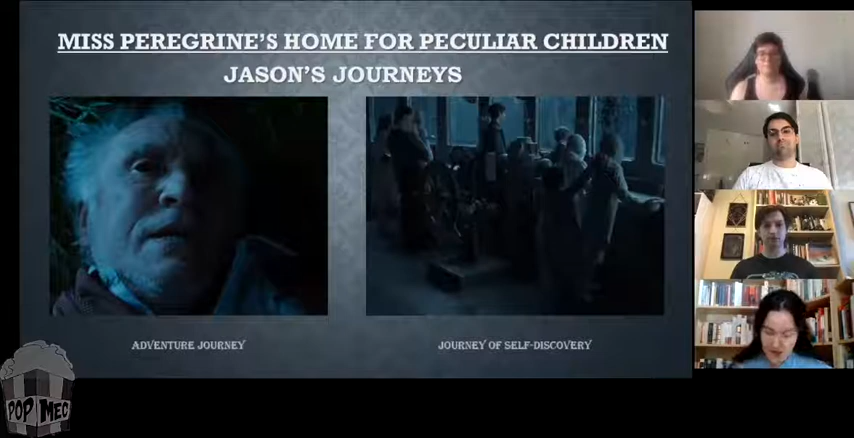 MISS PEREGRINE'S HOME FOR PECULIAR CHILDREN
JASON'S JOURNEYS
ADVENTURE JOURNEY
JOURNEY OF SELF-DISCOVERY
POP MEC